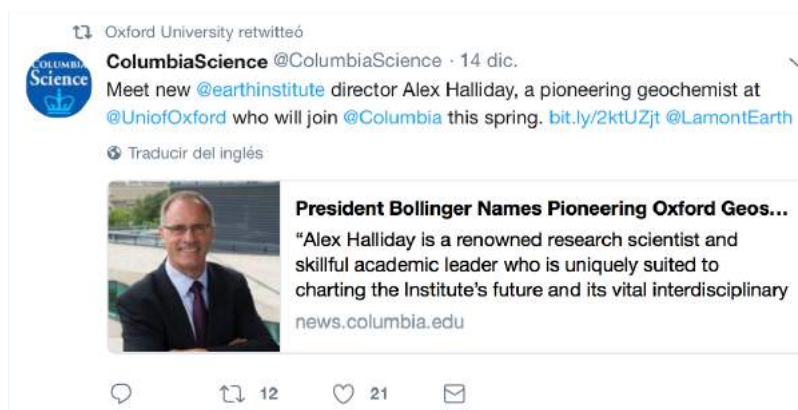 Oxford University retwitteó
ColumbiaScience @ColumbiaScience · 14 dic.
COLUMBIA
Science
Meet new @earthinstitute director Alex Halliday, a pioneering geochemist at
@UniofOxford who will join @Columbia this spring. bit.ly/2ktUZjt @LamontEarth
Traducir del inglés
President Bollinger Names Pioneering Oxford Geos...
“Alex Halliday is a renowned research scientist and
skillful academic leader who is uniquely suited to
charting the Institute's future and its vital interdisciplinary
news.columbia.edu
12
21